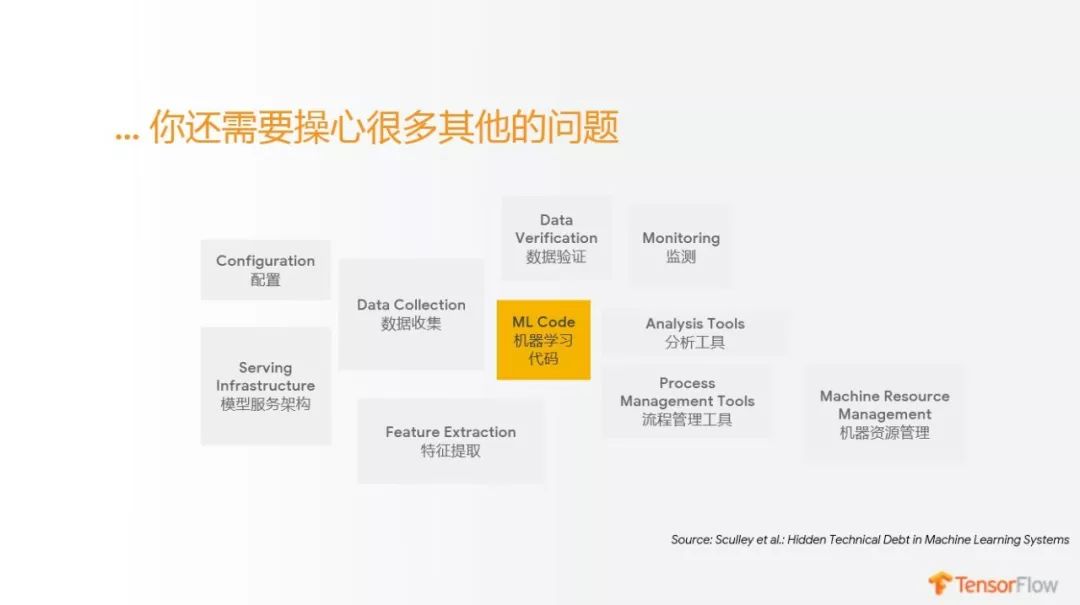 ... 你还需要操心很多其他的问题
Configuration
配置
Serving
Infrastructure
模型服务架构
Data Collection
数据收集
Feature Extraction
特征提取
Data
Verification
数据验证
ML Code
机器学习
代码
Monitoring
监测
Analysis Tools
分析工具
Process
Management Tools
流程管理工具
Machine Resource
Management
机器资源管理
Source: Sculley et al.: Hidden Technical Debt in Machine Learning Systems
TensorFlow